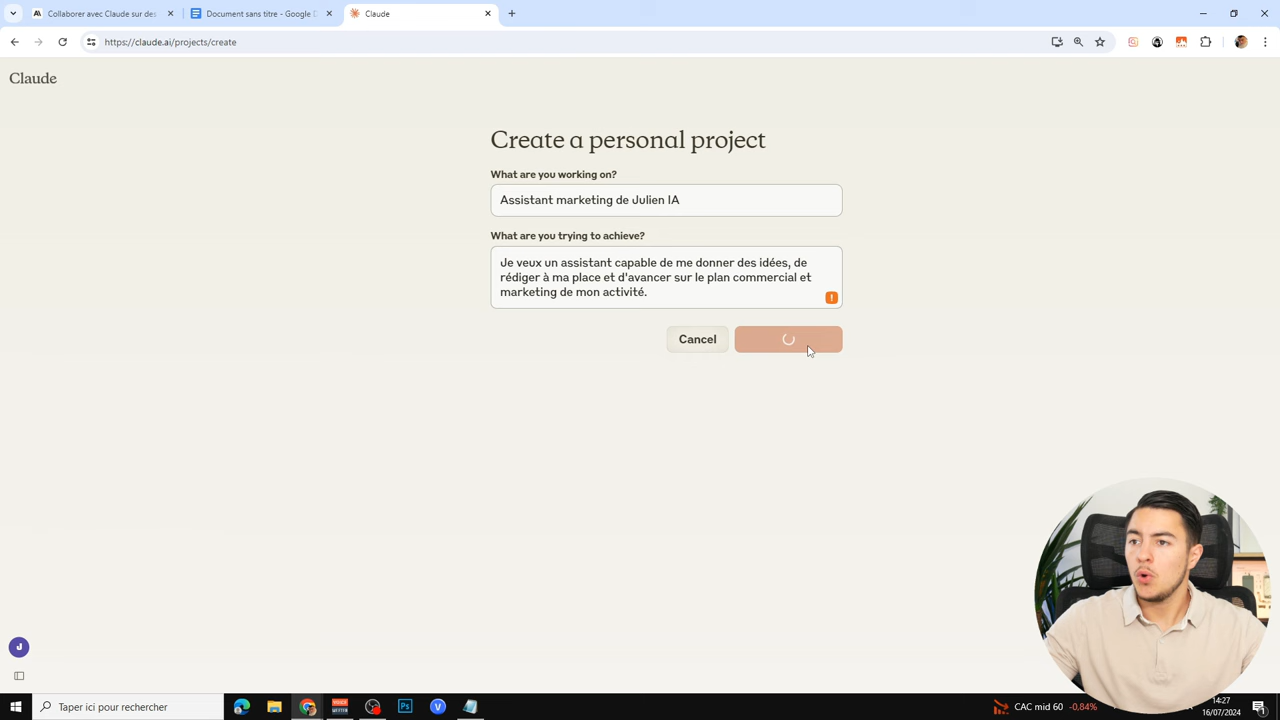 Collaborer avec Claude sur des
Document sans titre - Google D
Claude
https://claude.ai/projects/create
Claude
Create a personal project
What are you working on?
Assistant marketing de Julien IA
What are you trying to achieve?
Je veux un assistant capable de me donner des idées, de
rédiger à ma place et d'avancer sur le plan commercial et
marketing de mon activité.
!
Cancel
J
Taper ici pour rechercher
VOICE
Ps
V
CAC mid 60 -0,84%
14:27
16/07/2024